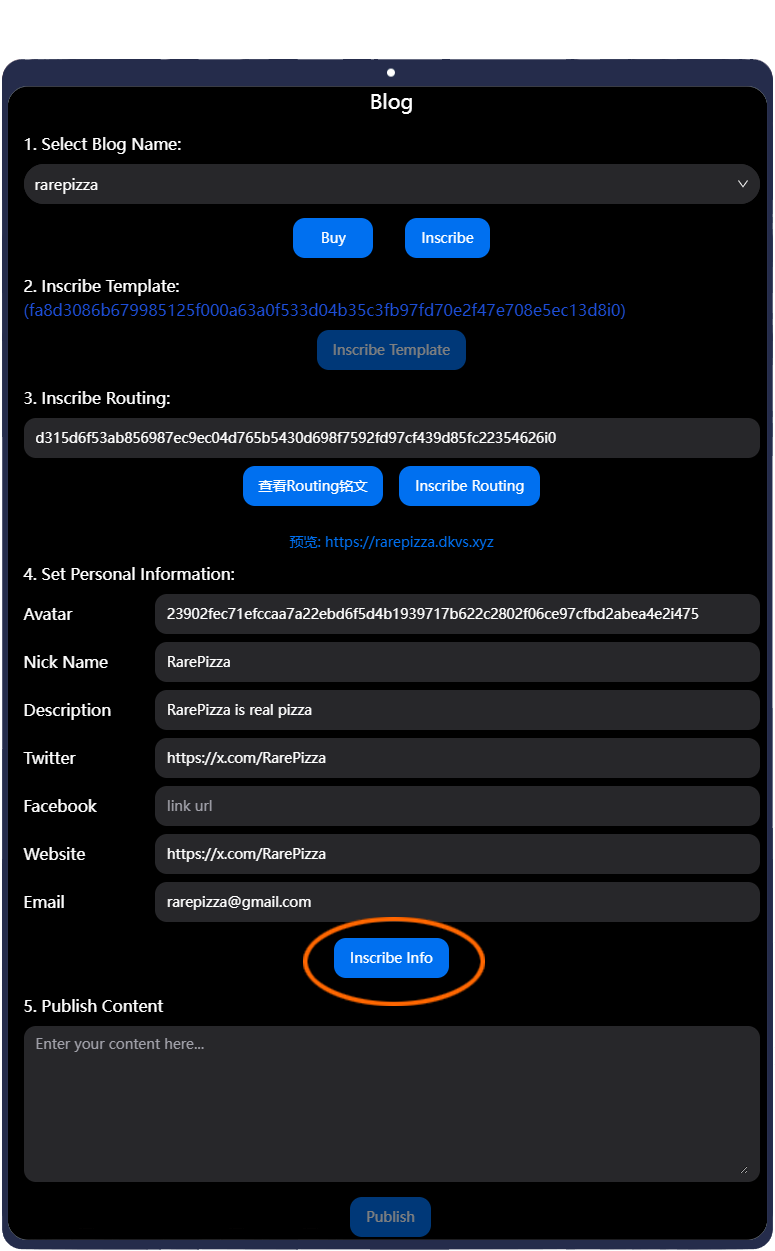 Blog
1. Select Blog Name:
rarepizza
Buy Inscribe
2. Inscribe Template:
(fa8d3086b679985125f000a63a0f533d04b35c3fb97fd70e2f47e708e5ec13d8i0)
Inscribe Template
3. Inscribe Routing:
d315d6f53ab856987ec9ec04d765b5430d698f7592fd97cf439d85fc22354626i0
查看Routing铭文 Inscribe Routing
预览: https://rarepizza.dkvs.xyz
4. Set Personal Information:
Avatar 23902fec71efccaa7a22ebd6f5d4b1939717b622c2802f06ce97cfbd2abea4e2i475
Nick Name RarePizza
Description RarePizza is real pizza
Twitter https://x.com/RarePizza
Facebook link url
Website https://x.com/RarePizza
Email rarepizza@gmail.com
Inscribe Info
5. Publish Content
Enter your content here...
Publish